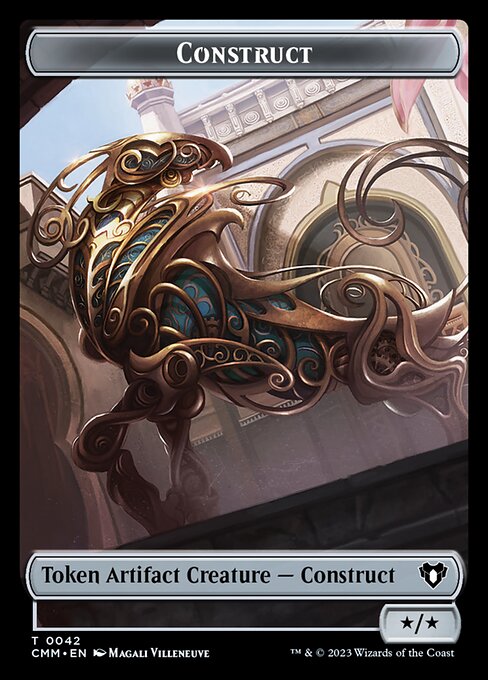 Construct
Token Artifact Creature — Construct
★/★
T 0042
CMM • EN Magali Villeneuve
™ & © 2023 Wizards of the Coast